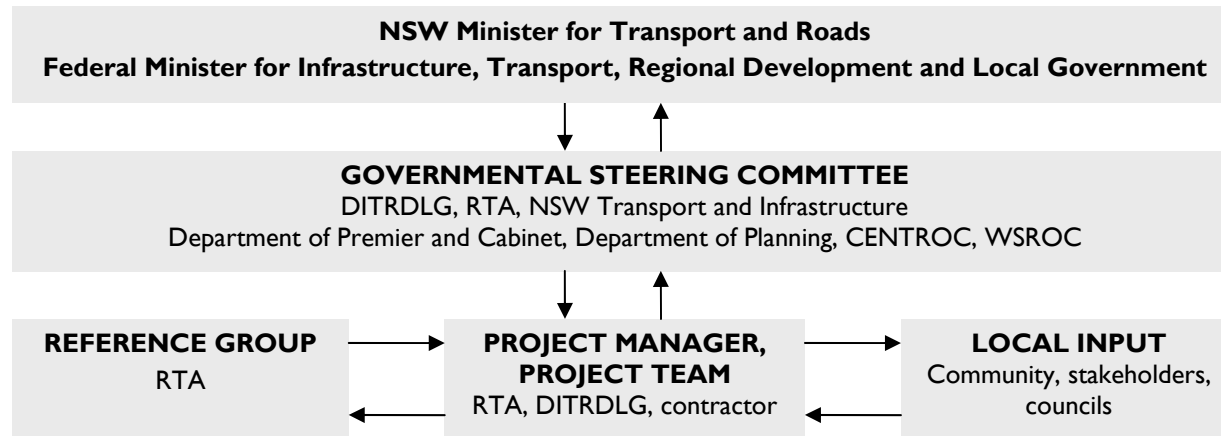 NSW Minister for Transport and Roads
Federal Minister for Infrastructure, Transport, Regional Development and Local Government
GOVERNMENTAL STEERING COMMITTEE
DITRDLG, RTA, NSW Transport and Infrastructure
Department of Premier and Cabinet, Department of Planning, CENTROC, WSROC
REFERENCE GROUP
RTA
PROJECT MANAGER,
PROJECT TEAM
RTA, DITRDLG, contractor
LOCAL INPUT
Community, stakeholders,
councils